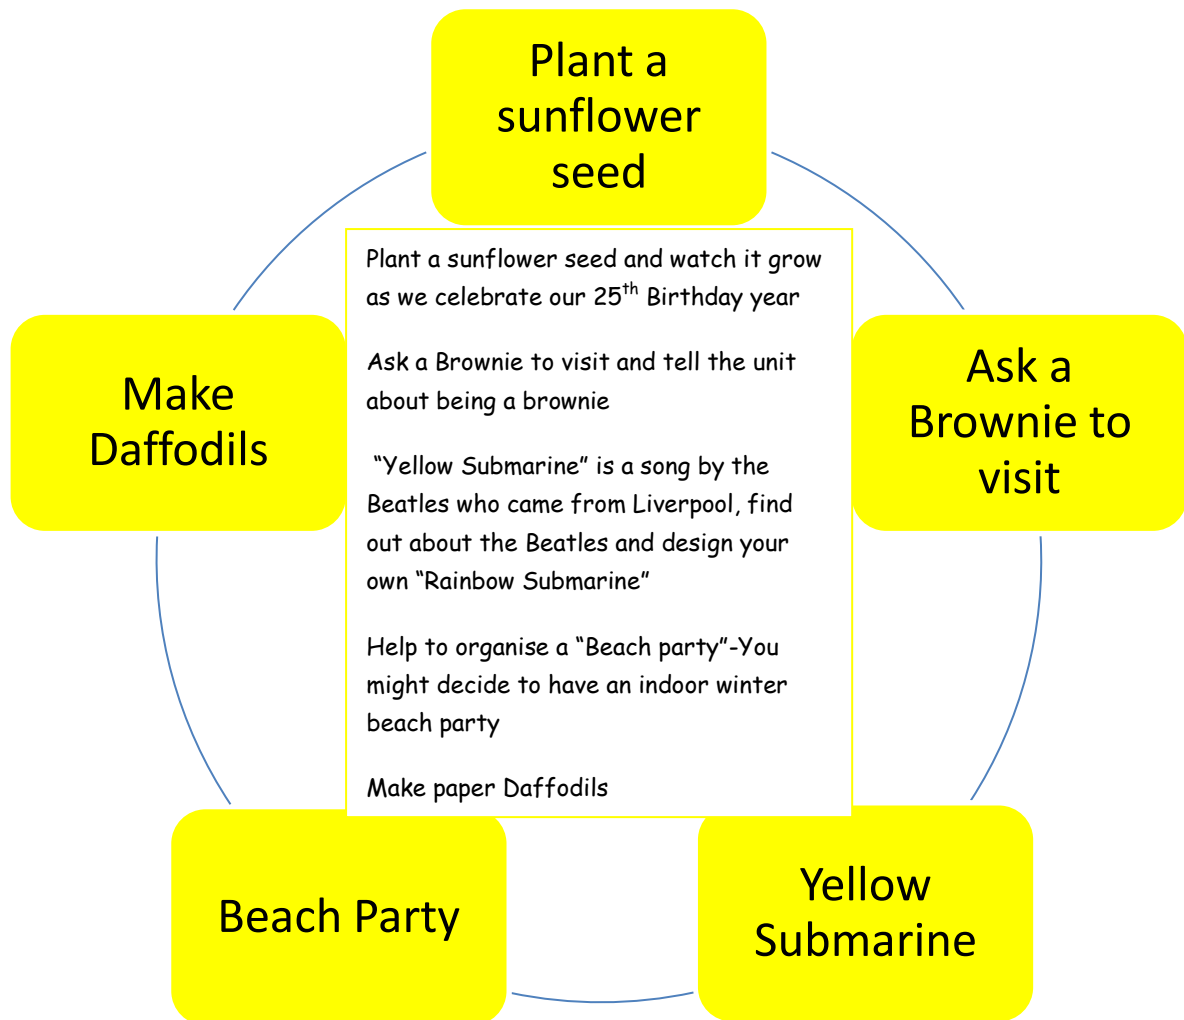 Plant a
sunflower
seed
Plant a sunflower seed and watch it grow
as we celebrate our 25th Birthday year
Ask a Brownie to visit and tell the unit
about being a brownie
“Yellow Submarine” is a song by the
Beatles who came from Liverpool, find
out about the Beatles and design your
own “Rainbow Submarine”
Help to organise a “Beach party”-You
might decide to have an indoor winter
beach party
Make paper Daffodils
Ask a
Brownie to
visit
Yellow
Submarine
Beach Party
Make
Daffodils